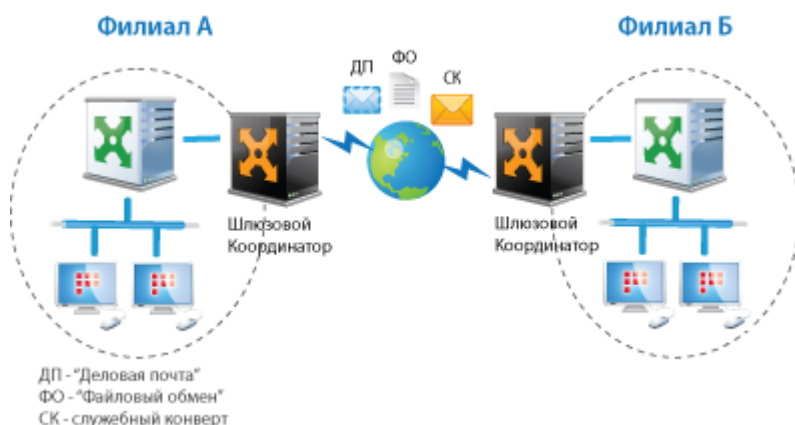 Филиал А
Филиал Б
ДП
ФО
СК
Шлюзовой
Координатор
Шлюзовой
Координатор
ДП - "Деловая почта"
ФО - "Файловый обмен"
СК - служебный конверт